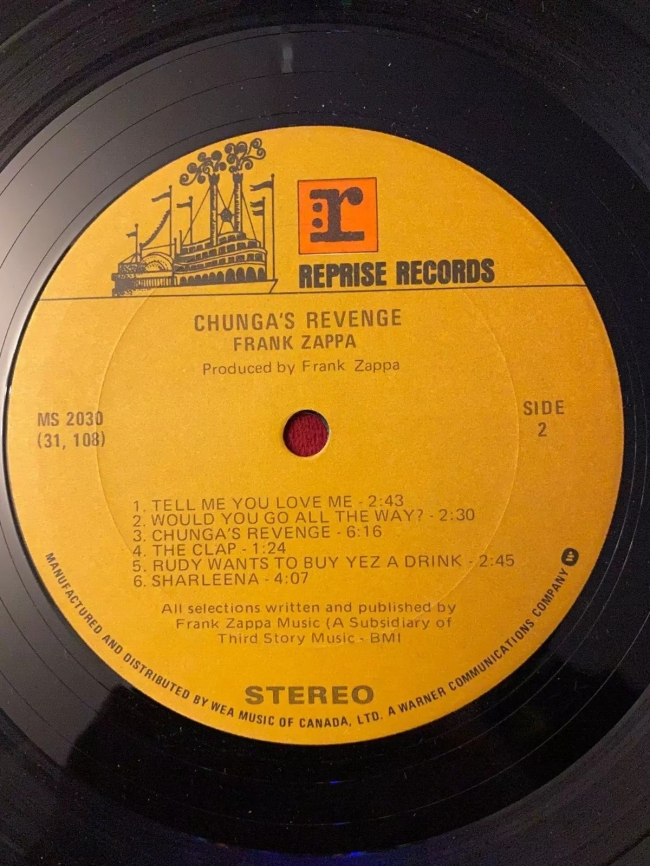 r:
REPRISE RECORDS
CHUNGA'S REVENGE
FRANK ZAPPA
Produced by Frank Zappa
MS 2030
(31, 108)
SIDE
2
1. TELL ME YOU LOVE ME - 2:43
2. WOULD YOU GO ALL THE WAY? - 2:30
3. CHUNGA'S REVENGE - 6:16
4. THE CLAP - 1:24
5. RUDY WANTS TO BUY YEZ A DRINK - 2:45
6. SHARLEENA - 4:07
All selections written and published by
Frank Zappa Music (A Subsidiary of
Third Story Music - BMI
STEREO
MANUFACTURED AND DISTRIBUTED BY WEA MUSIC OF CANADA, LTD. A WARNER COMMUNICATIONS COMPANY